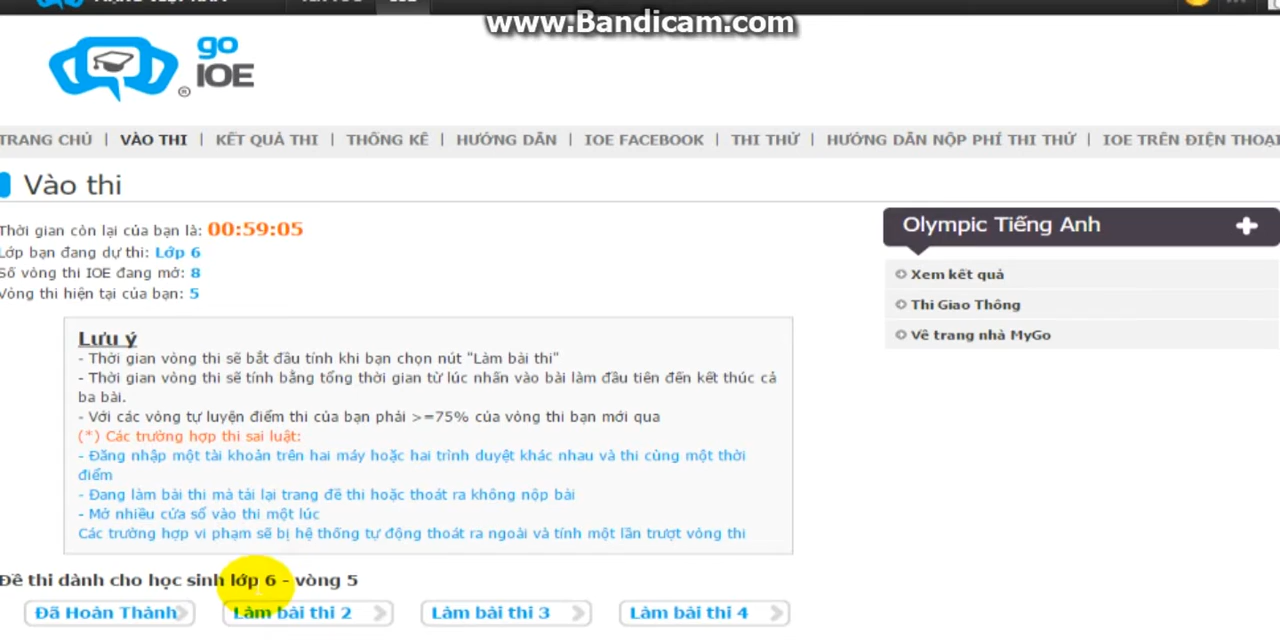 www.Bandicam.com
go
IOE
®
TRANG CHỦ | VÀO THI | KẾT QUẢ THI | THỐNG KÊ | HƯỚNG DẪN | IOE FACEBOOK | THI THỬ | HƯỚNG DẪN NỘP PHÍ THI THỬ | IOE TRÊN ĐIỆN THOẠI
Vào thi
Thời gian còn lại của bạn là: 00:59:05
Lớp bạn đang dự thi: Lớp 6
Số vòng thi IOE đang mở: 8
Vòng thi hiện tại của bạn: 5
Olympic Tiếng Anh
Xem kết quả
Thi Giao Thông
Về trang nhà MyGo
Lưu ý
- Thời gian vòng thi sẽ bắt đầu tính khi bạn chọn nút "Làm bài thi"
- Thời gian vòng thi sẽ tính bằng tổng thời gian từ lúc nhấn vào bài làm đầu tiên đến kết thúc cả
ba bài.
- Với các vòng tự luyện điểm thi của bạn phải >=75% của vòng thi bạn mới qua
(*) Các trường hợp thi sai luật:
- Đăng nhập một tài khoản trên hai máy hoặc hai trình duyệt khác nhau và thi cùng một thời
điểm
- Đang làm bài thi mà tải lại trang đề thi hoặc thoát ra không nộp bài
- Mở nhiều cửa sổ vào thi một lúc
Các trường hợp vi phạm sẽ bị hệ thống tự động thoát ra ngoài và tính một lần trượt vòng thi
Đề thi dành cho học sinh lớp 6 - vòng 5
Đã Hoàn Thành
Làm bài thi 2
Làm bài thi 3
Làm bài thi 4